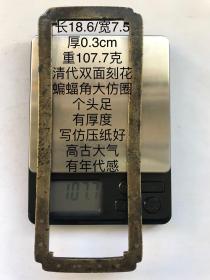 长18.6/宽7.5
厚0.3cm
重107.7克
清代双面刻花
蝙蝠角大仿圈
个头足
有厚度
写仿压纸好
高古大气
有年代感
107.7